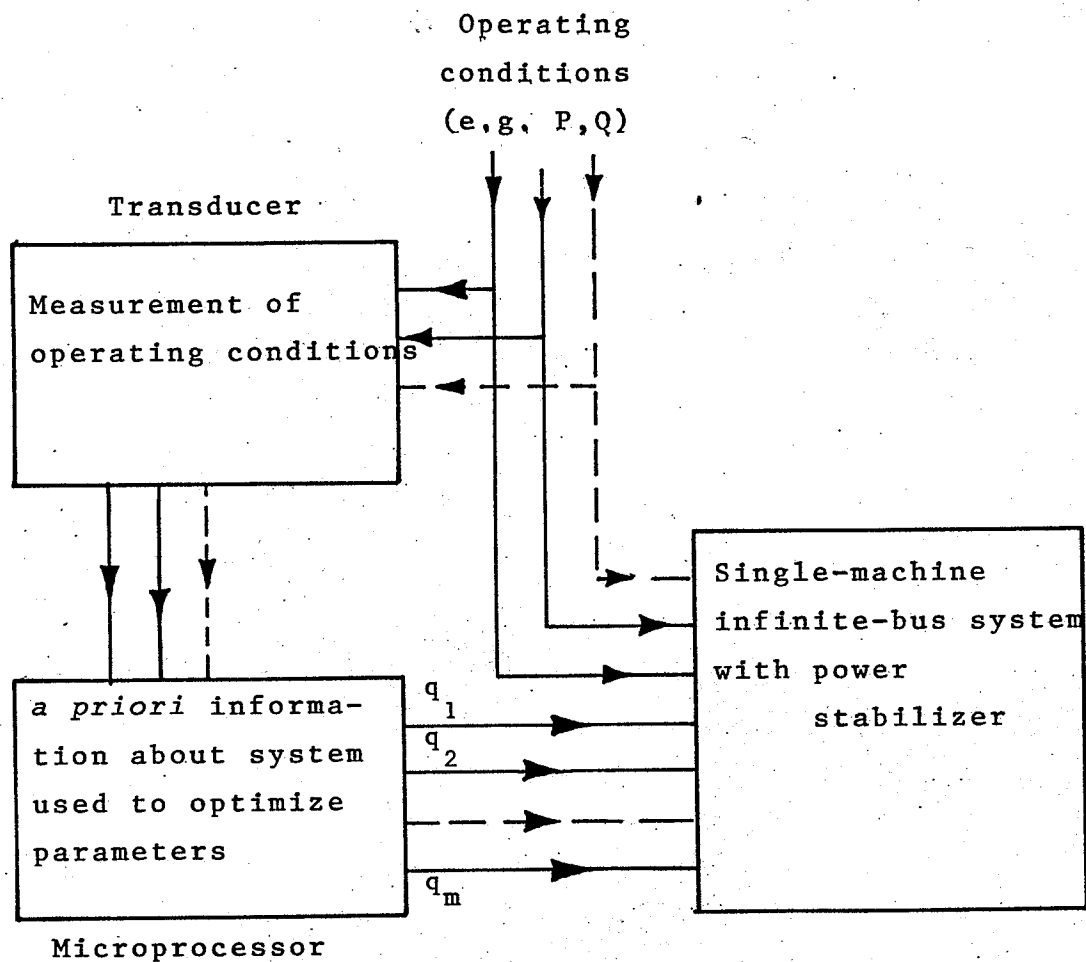 Operating
conditions
(e,g, P,Q)
Transducer
Measurement of
operating conditions
Single-machine
infinite-bus system
with power
stabilizer
a priori informa-
tion about system
used to optimize
parameters
q1
q2
qm
Microprocessor